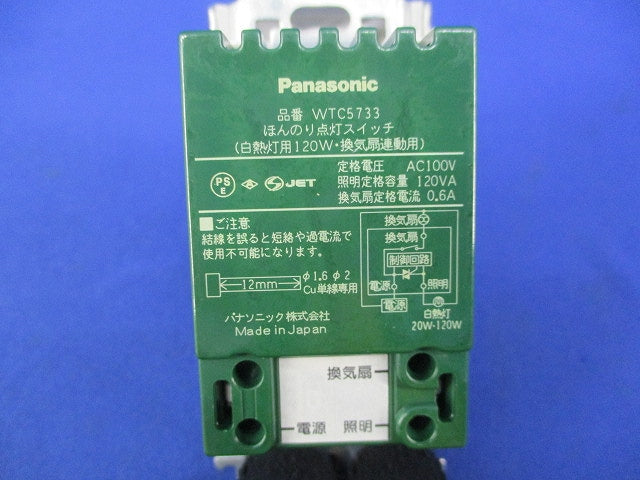 Panasonic
品番 WTC5733
ほんのり点灯スイッチ
(白熱灯用120W・換気扇連動用)
PS
E
JET
定格電圧 AC100V
照明定格容量 120VA
換気扇定格電流 0.6A
■ご注意
結線を誤ると短絡や過電流で
使用不可能になります。
12mm
φ1.6 φ2
Cu単線専用
パナソニック株式会社
Made in Japan
換気扇
換気扇
制御回路
電源
照明
電源
白熱灯
20W-120W
換気扇
電源 照明